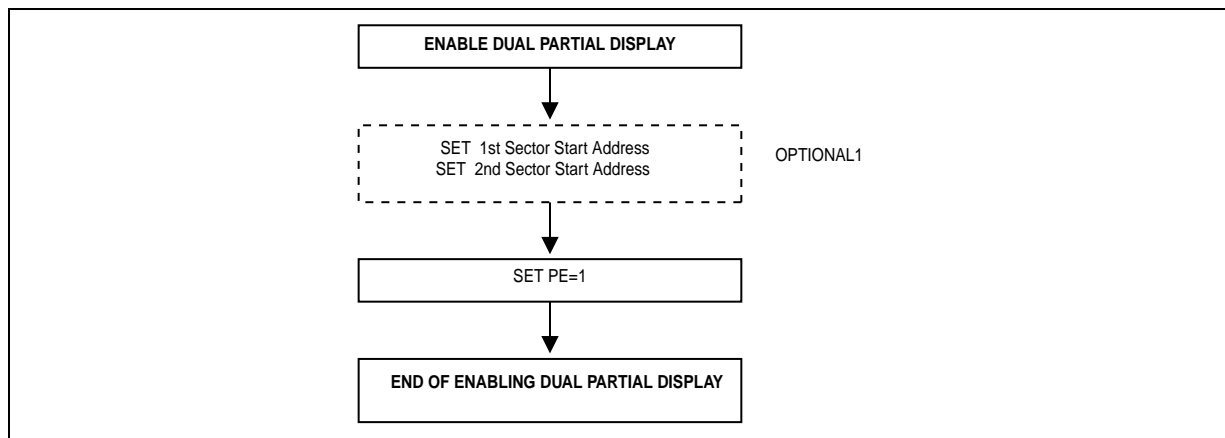 ENABLE DUAL PARTIAL DISPLAY
SET 1st Sector Start Address
SET 2nd Sector Start Address
OPTIONAL1
SET PE=1
END OF ENABLING DUAL PARTIAL DISPLAY